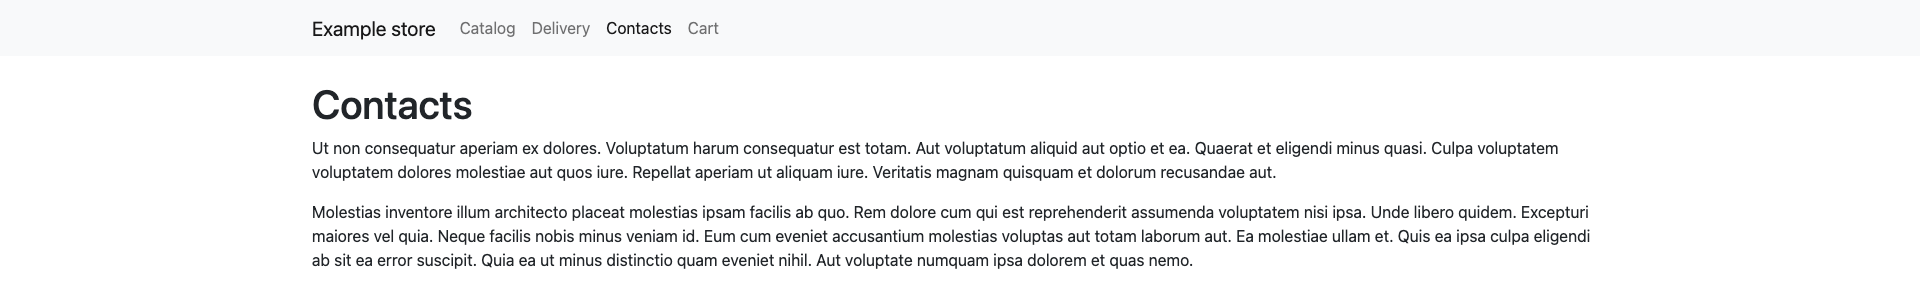 Example store Catalog Delivery Contacts Cart
Contacts
Ut non consequatur aperiam ex dolores. Voluptatum harum consequatur est totam. Aut voluptatum aliquid aut optio et ea. Quaerat et eligendi minus quasi. Culpa voluptatem
voluptatem dolores molestiae aut quos iure. Repellat aperiam ut aliquam iure. Veritatis magnam quisquam et dolorum recusandae aut.
Molestias inventore illum architecto placeat molestias ipsam facilis ab quo. Rem dolore cum qui est reprehenderit assumenda voluptatem nisi ipsa. Unde libero quidem. Excepturi
maiores vel quia. Neque facilis nobis minus veniam id. Eum cum eveniet accusantium molestias voluptas aut totam laborum aut. Ea molestiae ullam et. Quis ea ipsa culpa eligendi
ab sit ea error suscipit. Quia ea ut minus distinctio quam eveniet nihil. Aut voluptate numquam ipsa dolorem et quas nemo.